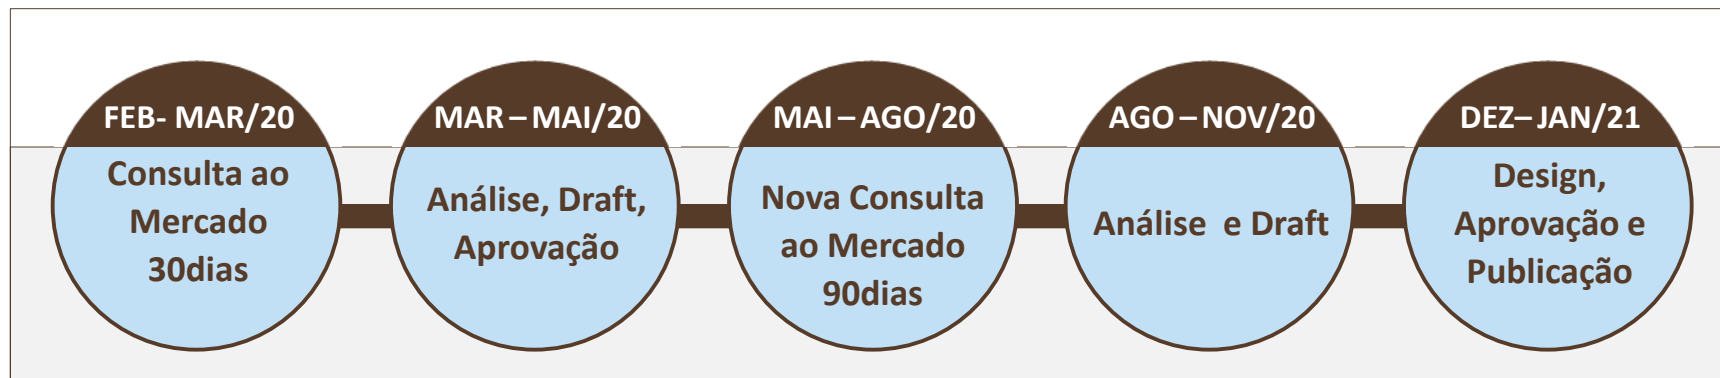 FEB- MAR/20
Consulta ao
Mercado
30dias
MAR – MAI/20
Análise, Draft,
Aprovação
MAI – AGO/20
Nova Consulta
ao Mercado
90dias
AGO – NOV/20
Análise e Draft
DEZ– JAN/21
Design,
Aprovação e
Publicação